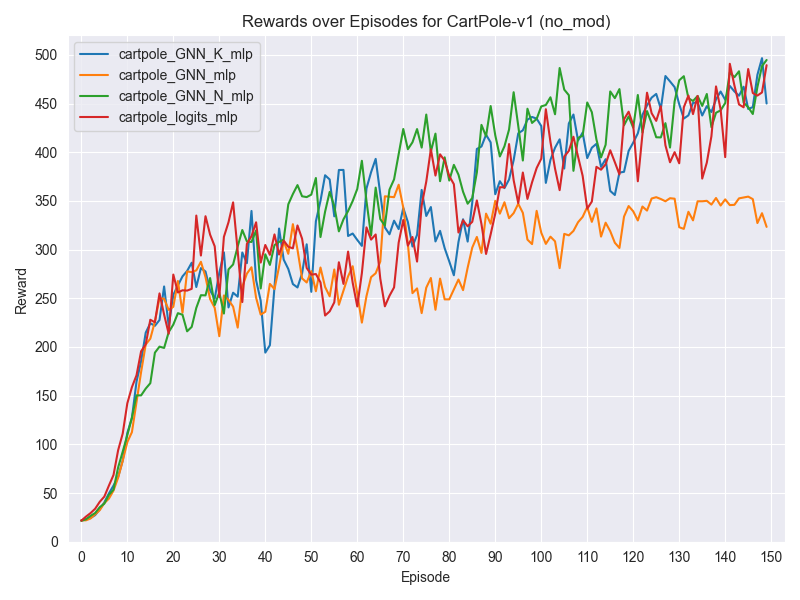 Rewards over Episodes for CartPole-v1 (no_mod)
cartpole_GNN_K_mlp
cartpole_GNN_mlp
cartpole_GNN_N_mlp
cartpole_logits_mlp
Reward
500
450
400
350
300
250
200
150
100
50
0
0 10 20 30 40 50 60 70 80 90 100 110 120 130 140 150
Episode